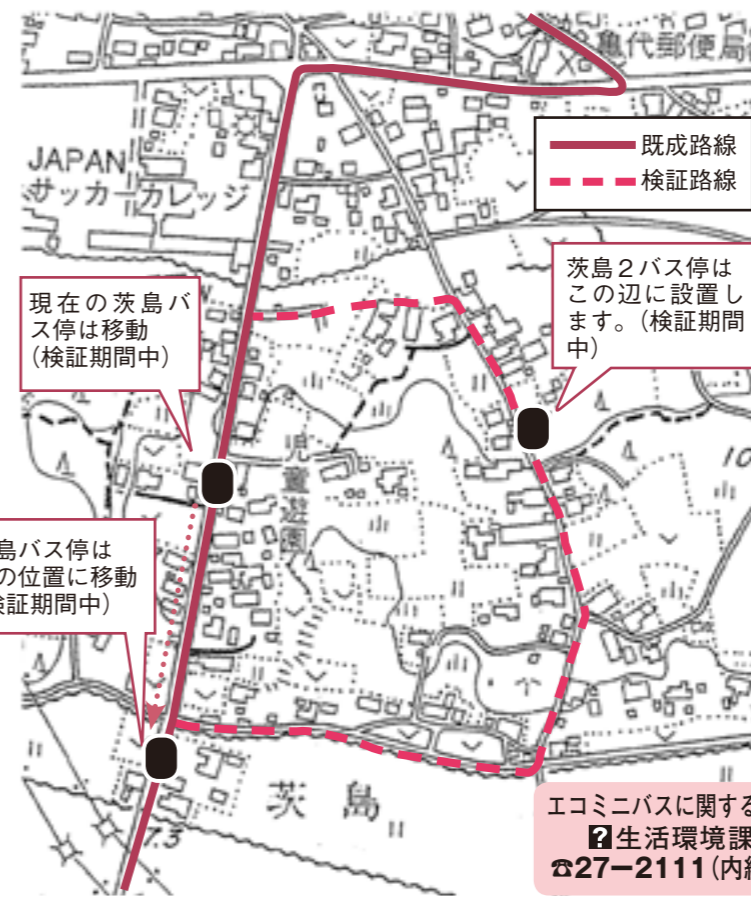 亀代郵便局
既成路線
検証路線
JAPAN
サッカーカレッジ
現在の茨島バ
ス停は移動
(検証期間中)
茨島２バス停は
この辺に設置し
ます。(検証期間
中)
児童遊園
10
島バス停は
の位置に移動
検証期間中)
茨島
7.3
エコミニバスに関する
?生活環境課
☎27−2111(内線